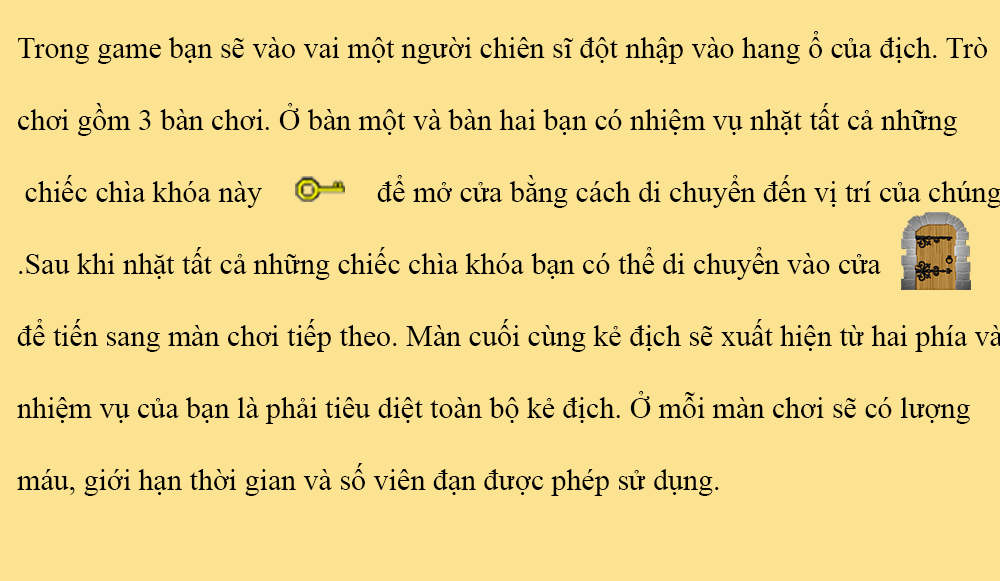 Trong game bạn sẽ vào vai một người chiên sĩ đột nhập vào hang ổ của địch. Trò
chơi gồm 3 bàn chơi. Ở bàn một và bàn hai bạn có nhiệm vụ nhặt tất cả những
chiếc chìa khóa này để mở cửa bằng cách di chuyển đến vị trí của chúng
.Sau khi nhặt tất cả những chiếc chìa khóa bạn có thể di chuyển vào cửa
để tiến sang màn chơi tiếp theo. Màn cuối cùng kẻ địch sẽ xuất hiện từ hai phía và
nhiệm vụ của bạn là phải tiêu diệt toàn bộ kẻ địch. Ở mỗi màn chơi sẽ có lượng
máu, giới hạn thời gian và số viên đạn được phép sử dụng.